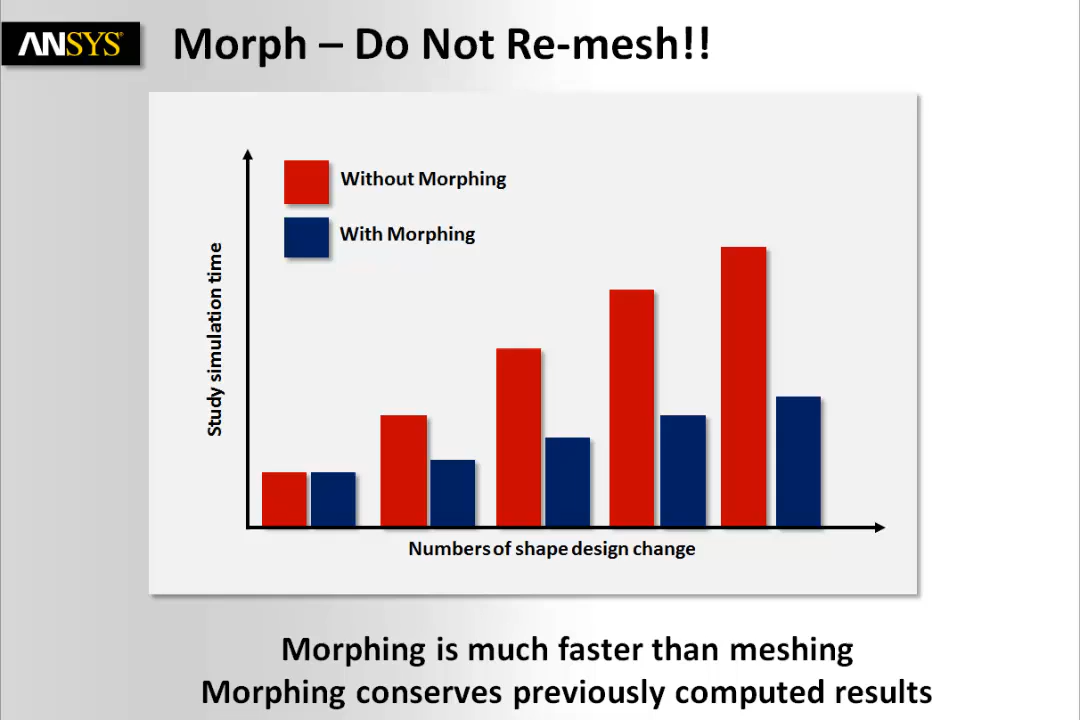 ANSYS®
Morph – Do Not Re-mesh!!
Without Morphing
With Morphing
Study simulation time
Numbers of shape design change
Morphing is much faster than meshing
Morphing conserves previously computed results